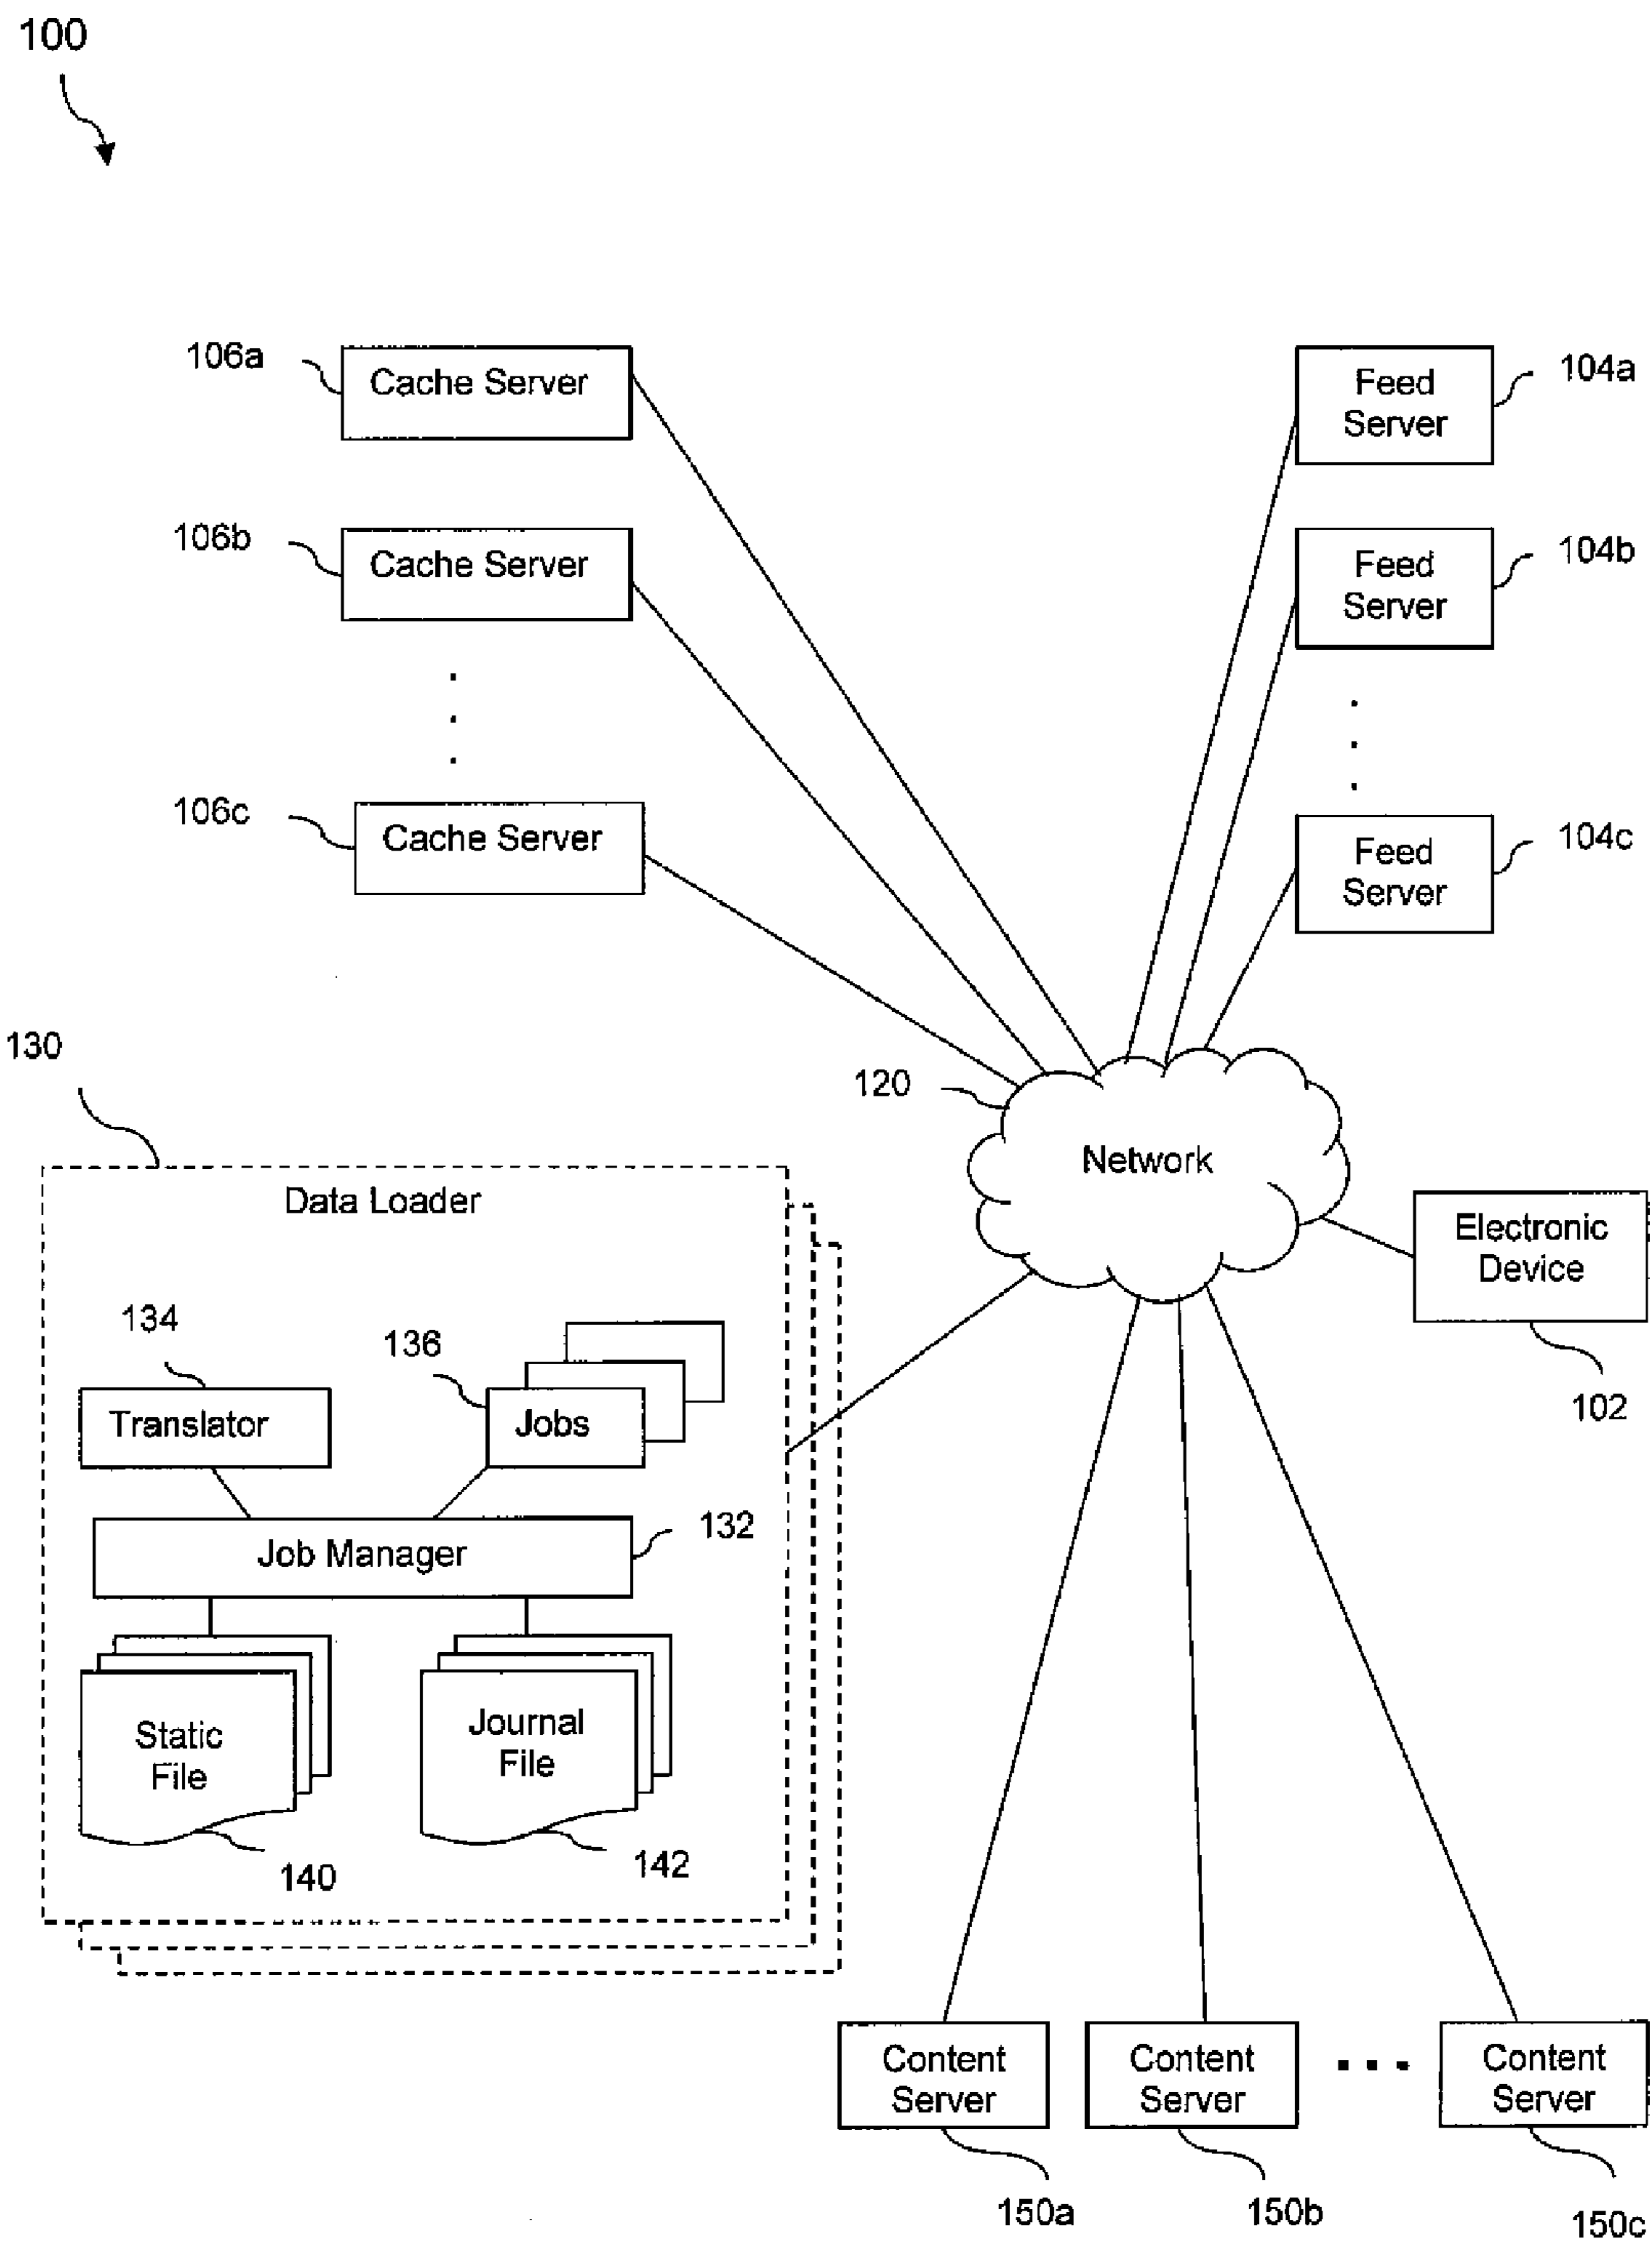 100
106a
Cache Server
Feed
Server
104a
106b
Cache Server
Feed
Server
104b
106c
Cache Server
Feed
Server
104c
130
120
Network
Data Loader
Electronic
Device
102
134
136
Translator
Jobs
132
Job Manager
Static
File
Journal
File
140
142
Content
Server
Content
Server
Content
Server
150a
150b
150c